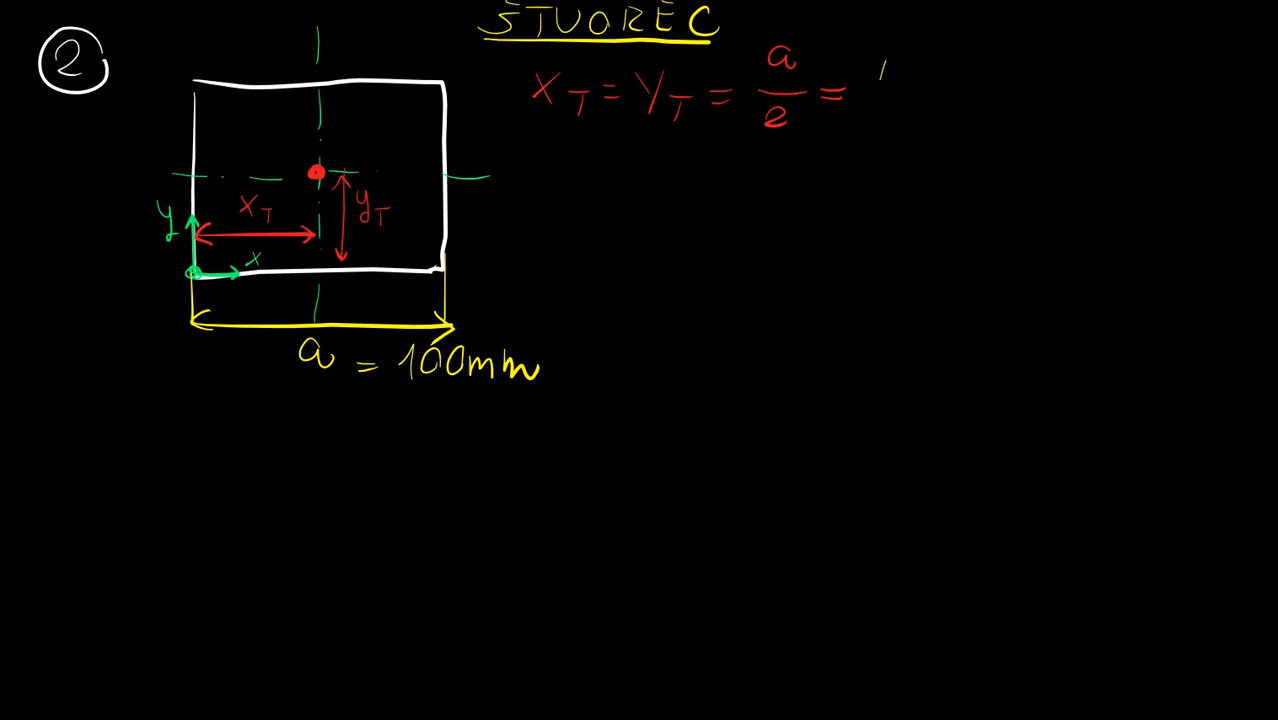 ŠTVOREC
2
x_T = y_T = a/2 =
x_T
y_T
y
x
a = 100mm